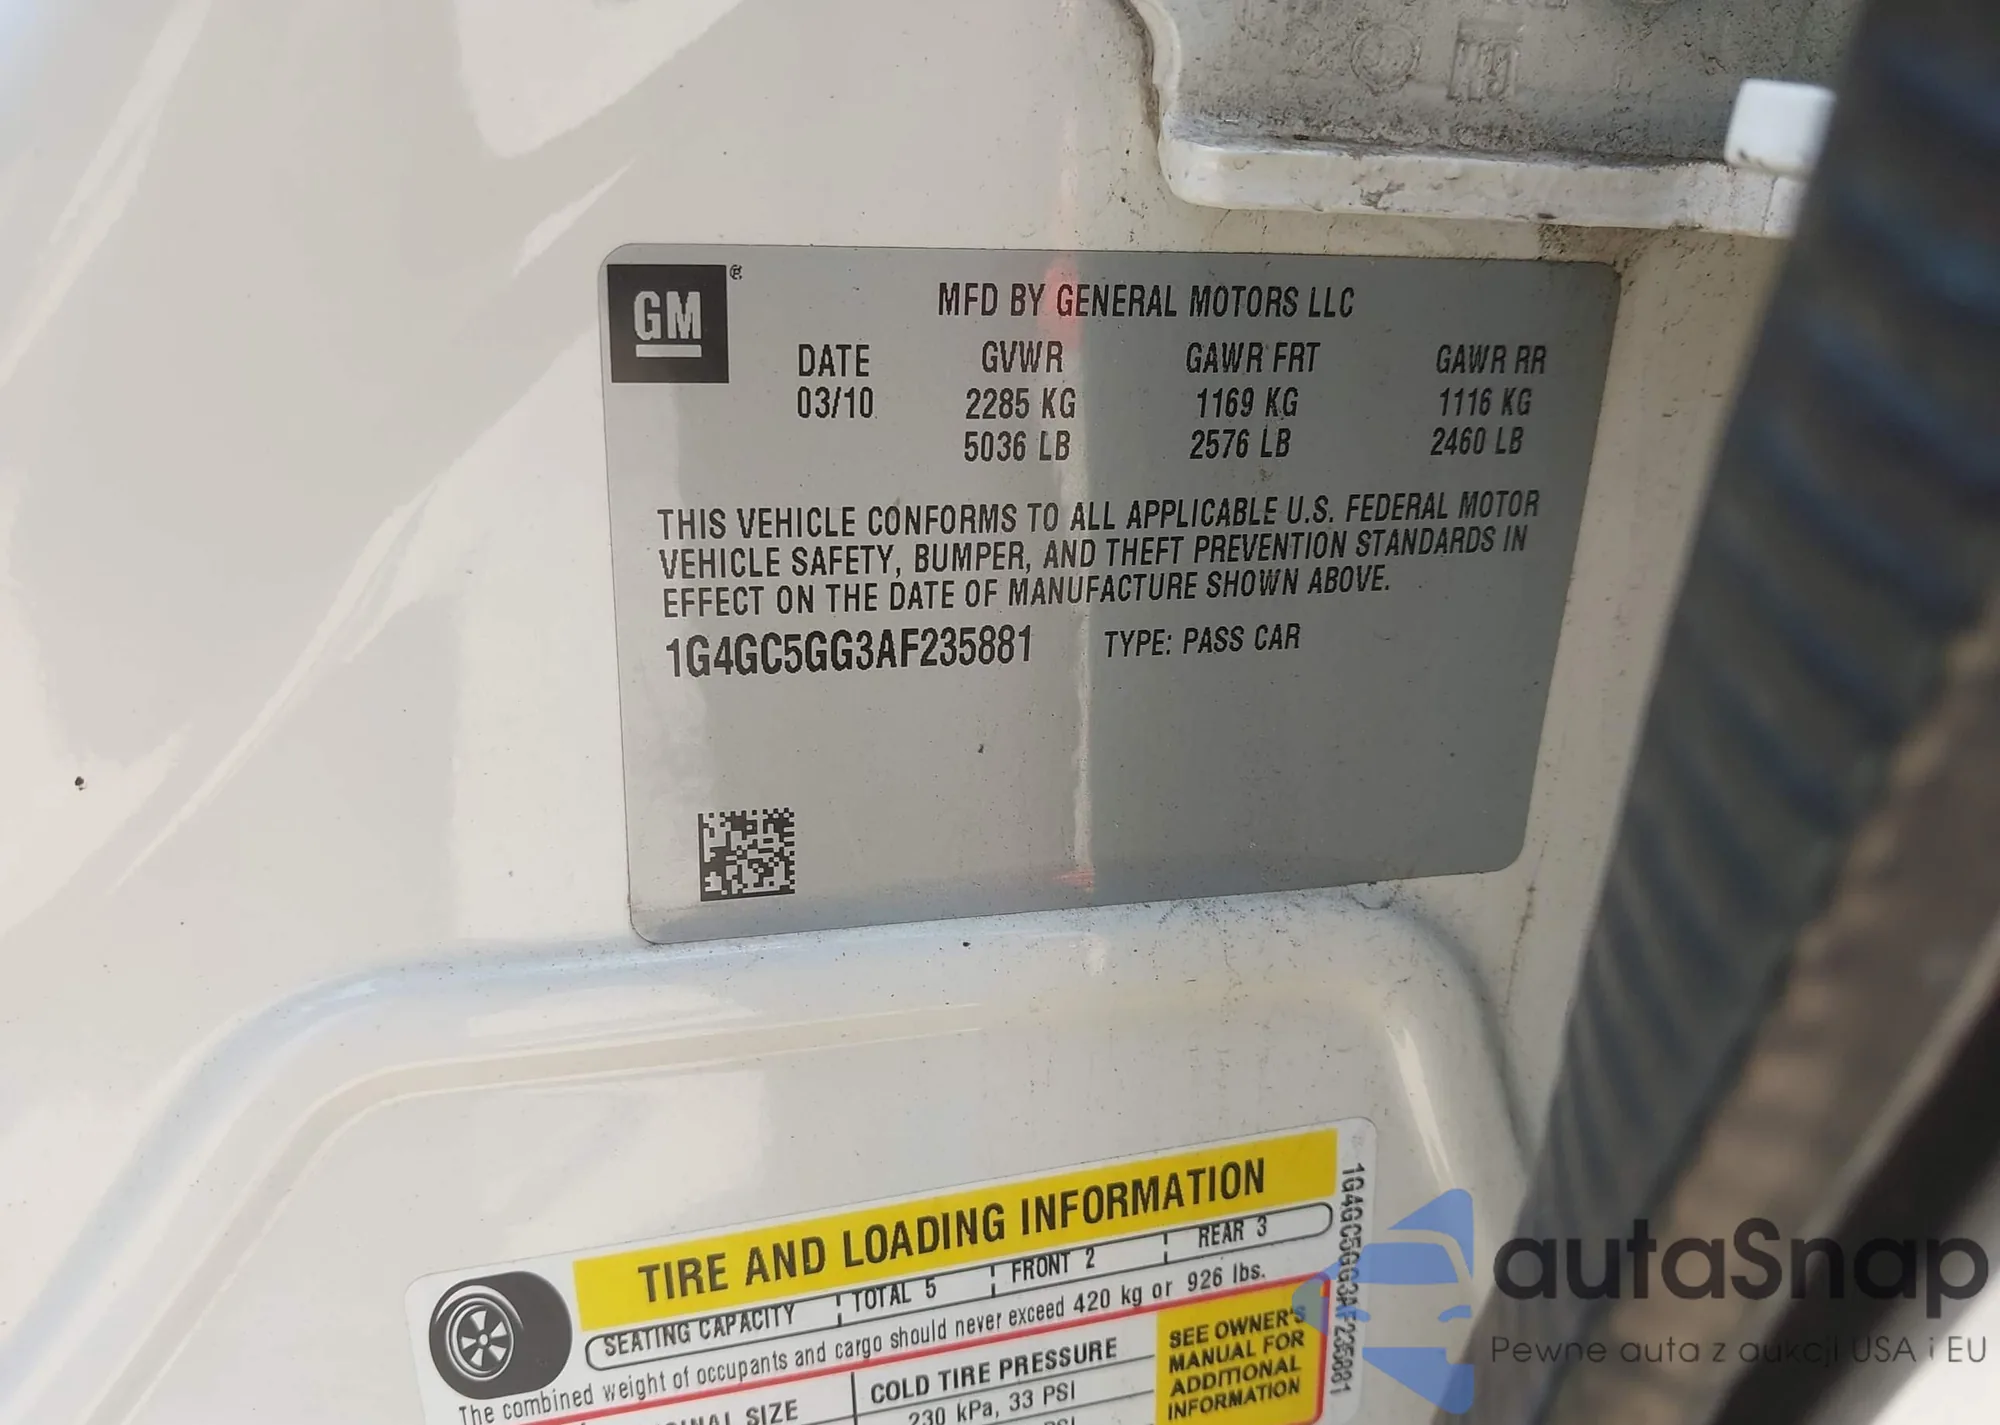 GM®
MFD BY GENERAL MOTORS LLC
DATE GVWR GAWR FRT GAWR RR
03/10 2285 KG 1169 KG 1116 KG
5036 LB 2576 LB 2460 LB
THIS VEHICLE CONFORMS TO ALL APPLICABLE U.S. FEDERAL MOTOR
VEHICLE SAFETY, BUMPER, AND THEFT PREVENTION STANDARDS IN
EFFECT ON THE DATE OF MANUFACTURE SHOWN ABOVE.
1G4GC5GG3AF235881 TYPE: PASS CAR
TIRE AND LOADING INFORMATION
SEATING CAPACITY TOTAL 5 FRONT 2 REAR 3
The combined weight of occupants and cargo should never exceed 420 kg or 926 lbs.
SIZE COLD TIRE PRESSURE
230 kPa, 33 PSI
SEE OWNER'S
MANUAL FOR
ADDITIONAL
INFORMATION
1G4GC5GG3AF235881
autaSnap
Pewne auta z aukcji USA i EU